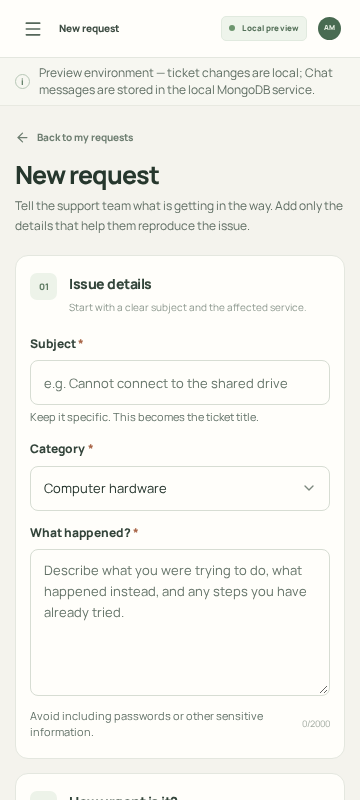 New request
Local preview
AM
Preview environment — ticket changes are local; Chat
messages are stored in the local MongoDB service.
Back to my requests
New request
Tell the support team what is getting in the way. Add only the
details that help them reproduce the issue.
01
Issue details
Start with a clear subject and the affected service.
Subject *
e.g. Cannot connect to the shared drive
Keep it specific. This becomes the ticket title.
Category *
Computer hardware
What happened? *
Describe what you were trying to do, what
happened instead, and any steps you have
already tried.
Avoid including passwords or other sensitive
information.
0/2000
01
How urgent is it?